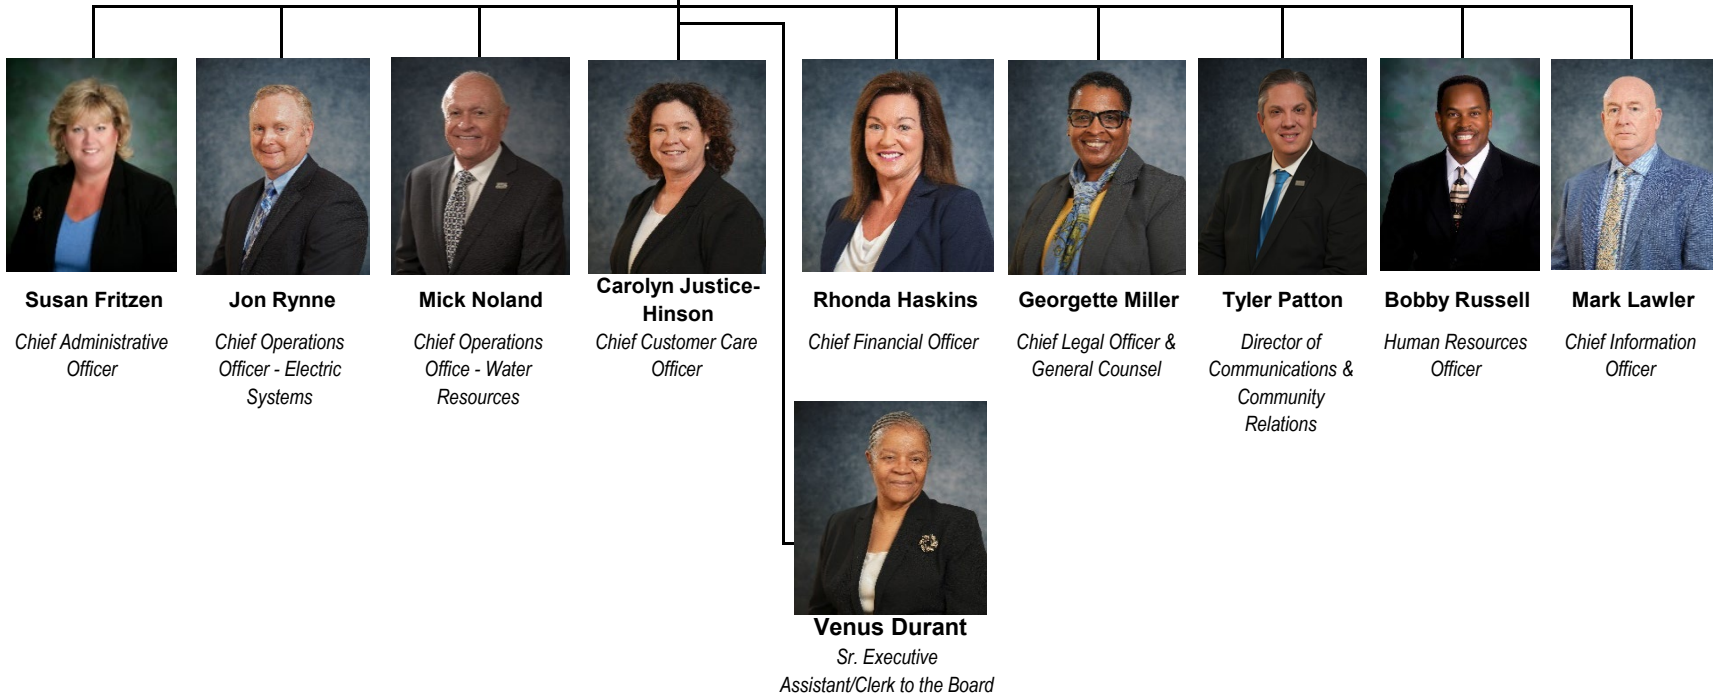 Susan Fritzen
Chief Administrative
Officer
Jon Rynne
Chief Operations
Officer - Electric
Systems
Mick Noland
Chief Operations
Office - Water
Resources
Carolyn Justice-
Hinson
Chief Customer Care
Officer
Rhonda Haskins
Chief Financial Officer
Georgette Miller
Chief Legal Officer &
General Counsel
Tyler Patton
Director of
Communications &
Community
Relations
Bobby Russell
Human Resources
Officer
Mark Lawler
Chief Information
Officer
Venus Durant
Sr. Executive
Assistant/Clerk to the Board